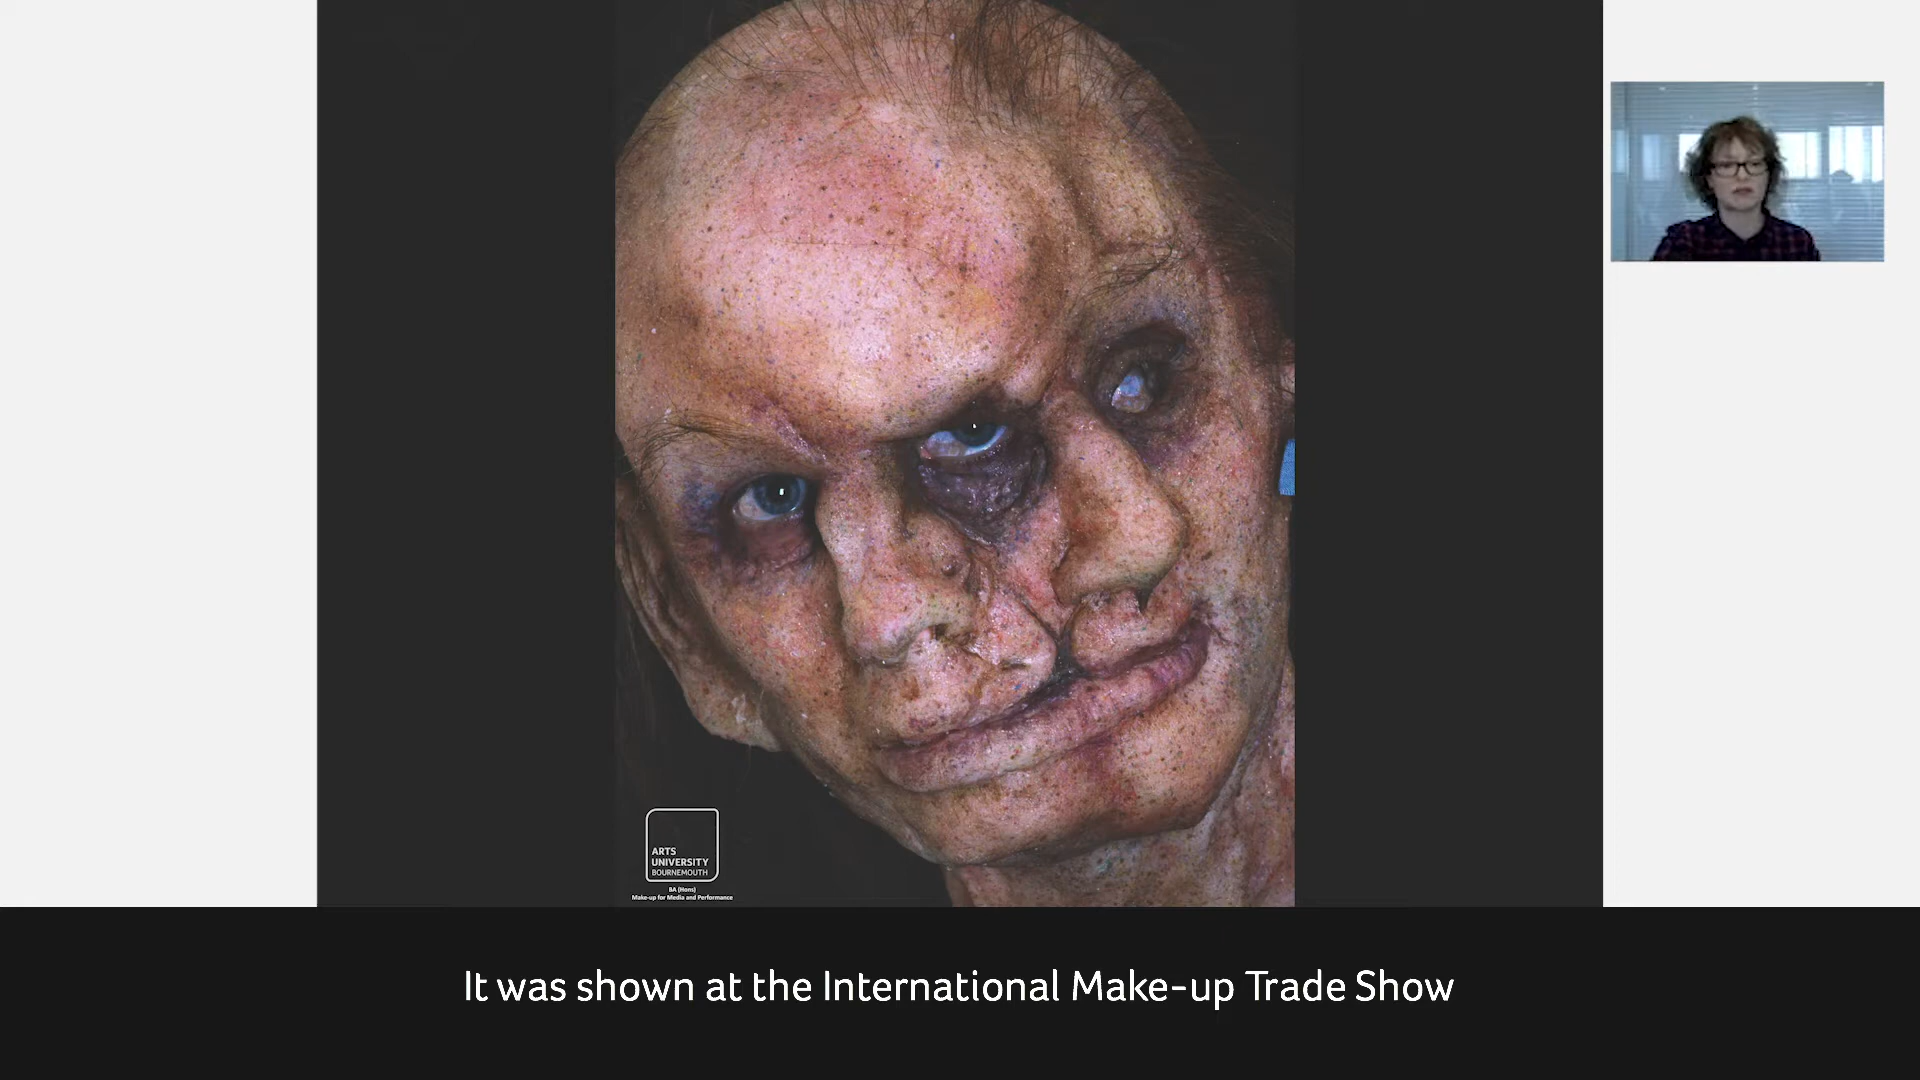 ARTS
UNIVERSITY
BOURNEMOUTH
BA (Hons)
Make-up for Media and Performance
It was shown at the International Make-up Trade Show